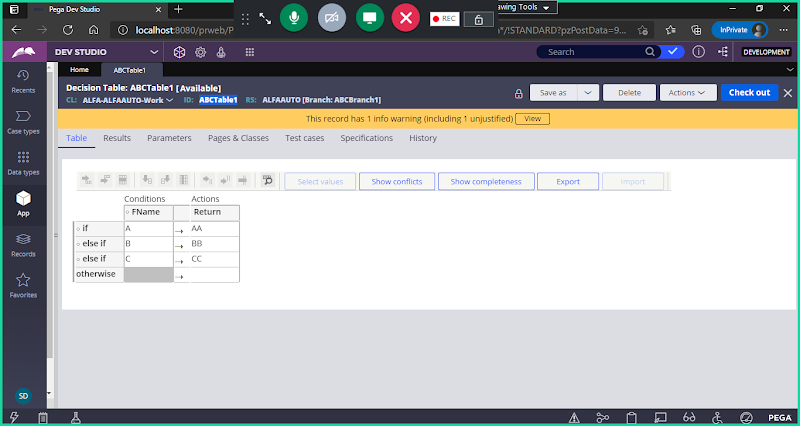 Pega Dev Studio
localhost:8080/prweb/P
REC
aving Tools
*/!STANDARD?pzPostData=9...
InPrivate
DEV STUDIO
Search
DEVELOPMENT
Recents
Case types
Data types
App
Records
Favorites
SD
Home
ABCTable1
Decision Table: ABCTable1 [Available]
CL: ALFA-ALFAAUTO-Work ID: ABCTable1 RS: ALFAAUTO [Branch: ABCBranch1]
Save as
Delete
Actions
Check out
This record has 1 info warning (including 1 unjustified) View
Table Results Parameters Pages & Classes Test cases Specifications History
Select values Show conflicts Show completeness Export Import
Conditions Actions
FName Return
if A AA
else if B BB
else if C CC
otherwise
PEGA